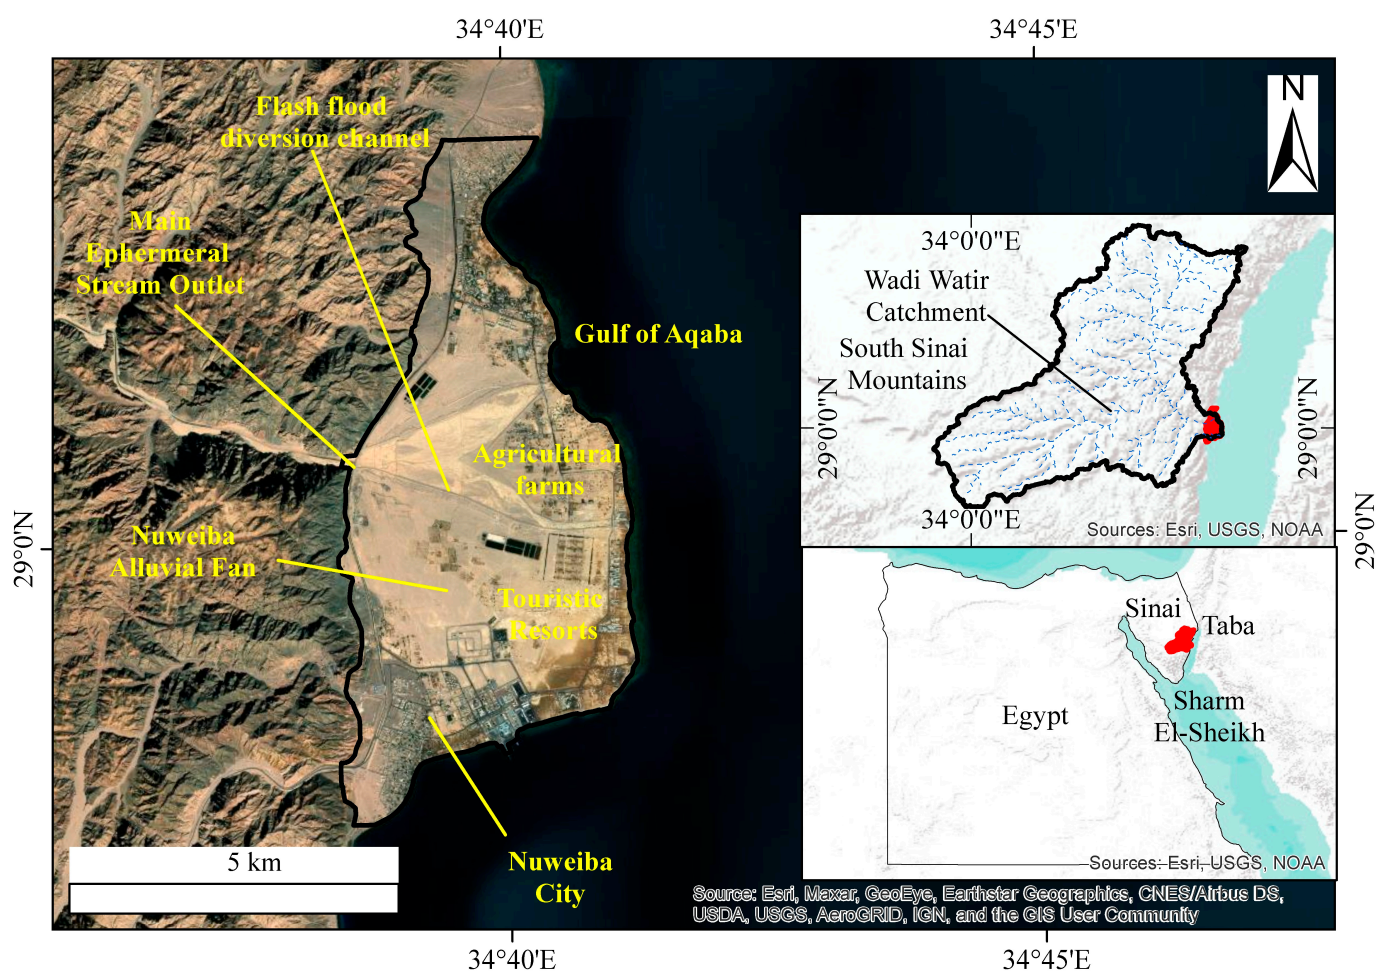 34°40'E
34°45'E
Flash flood
diversion channel
Main
Ephermeral
Stream Outlet
Gulf of Aqaba
Agricultural
farms
Nuweiba
Alluvial Fan
Touristic
Resorts
Nuweiba
City
5 km
29°0'N
N
34°0'0"E
Wadi Watir
Catchment
South Sinai
Mountains
29°0'0"N
29°0'0"N
34°0'0"E
Sources: Esri, USGS, NOAA
29°0'N
Sinai
Taba
Egypt
Sharm
El-Sheikh
Sources: Esri, USGS, NOAA
Source: Esri, Maxar, GeoEye, Earthstar Geographics, CNES/Airbus DS,
USDA, USGS, AeroGRID, IGN, and the GIS User Community
34°40'E
34°45'E